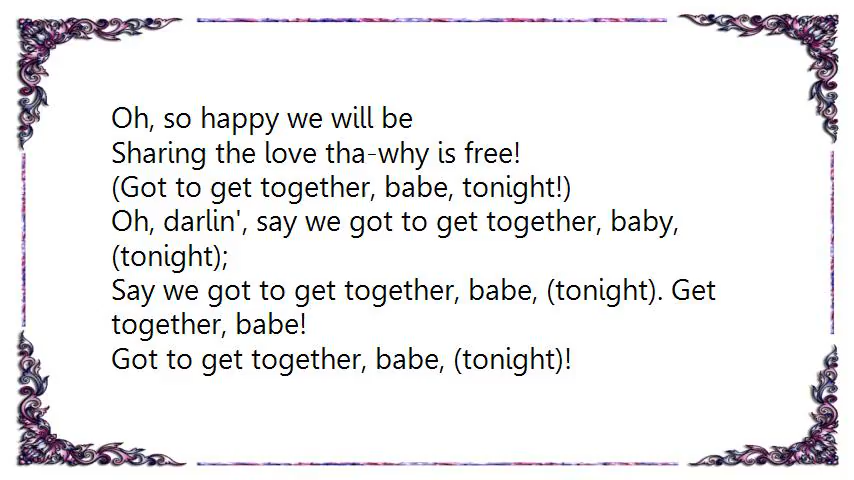 Oh, so happy we will be
Sharing the love tha-why is free!
(Got to get together, babe, tonight!)
Oh, darlin', say we got to get together, baby,
(tonight);
Say we got to get together, babe, (tonight). Get
together, babe!
Got to get together, babe, (tonight)!